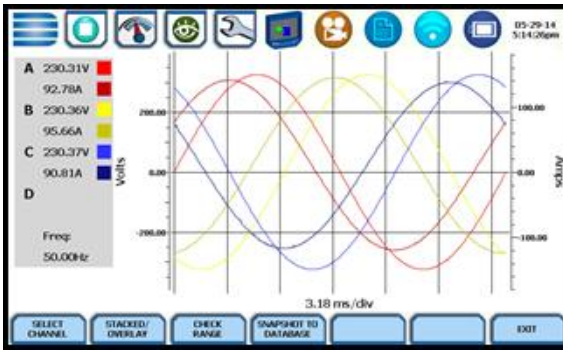 05-29-14
5:14:26pm
A 230.31V
92.78A
B 230.36V
95.66A
C 230.37V
90.81A
D
Freq:
50.00Hz
Volts
200.00
0.00
-200.00
Amps
100.00
0.00
-100.00
3.18 ms/div
SELECT
CHANNEL
STACKED/
OVERLAY
CHECK
RANGE
SNAPSHOT TO
DATABASE
EXIT